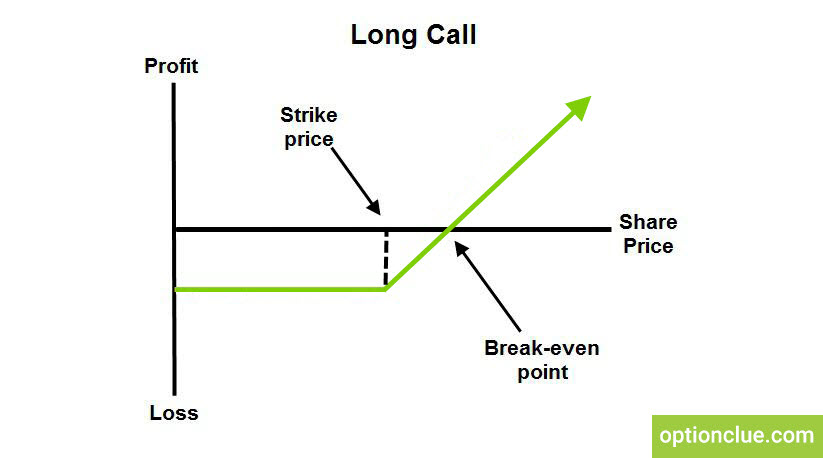 Long Call
Profit
Strike
price
Share
Price
Break-even
point
Loss
optionclue.com